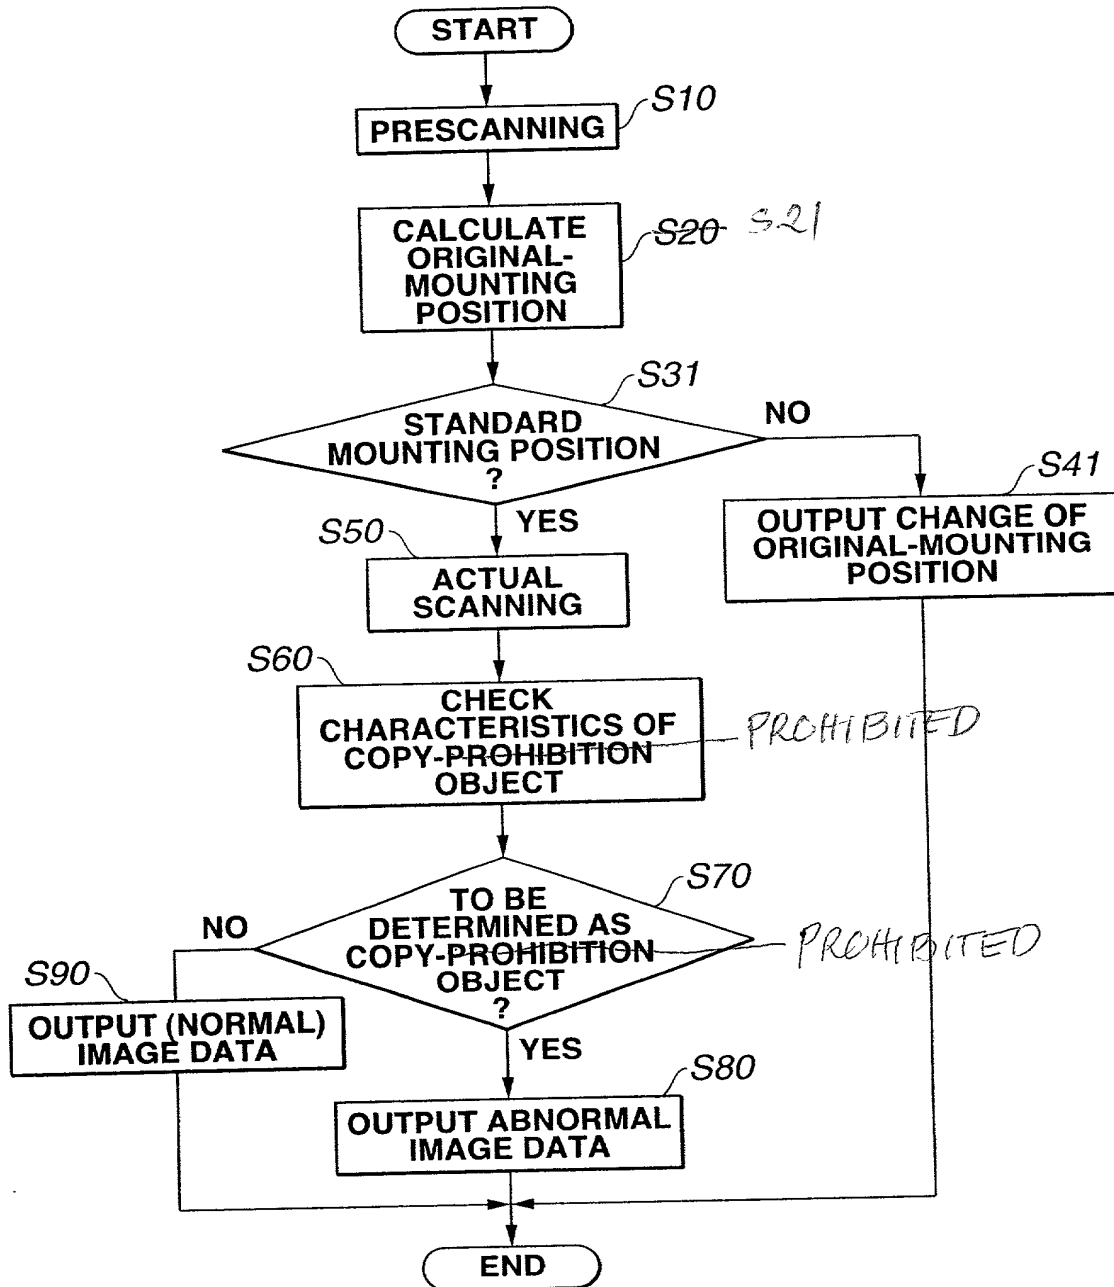 START
S10
PRESCANNING
CALCULATE
ORIGINAL-
MOUNTING
POSITION
S20 S21
S31
STANDARD
MOUNTING POSITION
?
NO
YES
S41
OUTPUT CHANGE OF
ORIGINAL-MOUNTING
POSITION
S50
ACTUAL
SCANNING
S60
CHECK
CHARACTERISTICS OF
COPY-PROHIBITION
OBJECT
PROHIBITED
S70
TO BE
DETERMINED AS
COPY-PROHIBITION
OBJECT
?
PROHIBITED
NO
YES
S90
OUTPUT (NORMAL)
IMAGE DATA
S80
OUTPUT ABNORMAL
IMAGE DATA
END